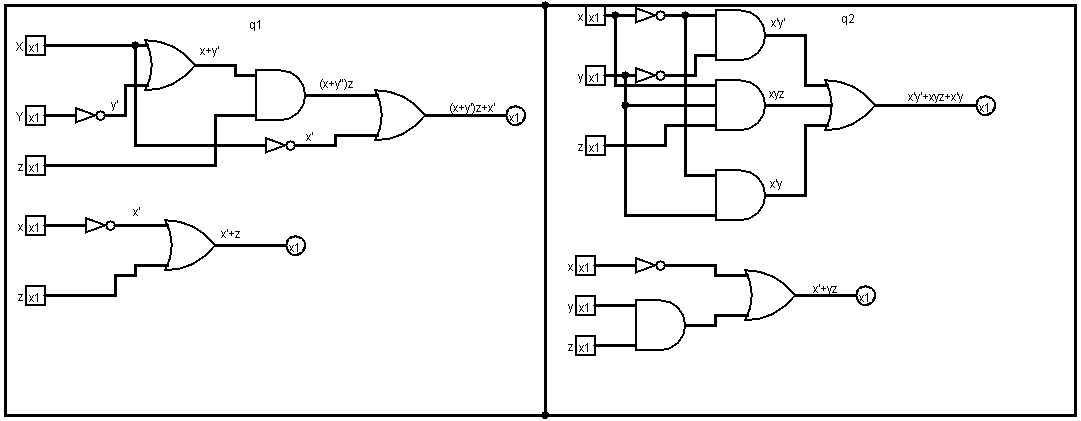 q1
X x1
x+y'
(x+y'')z
Y x1
y'
(x+y')z+x'
x1
x'
z x1
x x1
x'
x'+z
x1
z x1
q2
x x1
x'y'
y x1
xyz
x'y'+xyz+x'y
x1
z x1
x'y
x x1
y x1
x'+yz
x1
z x1